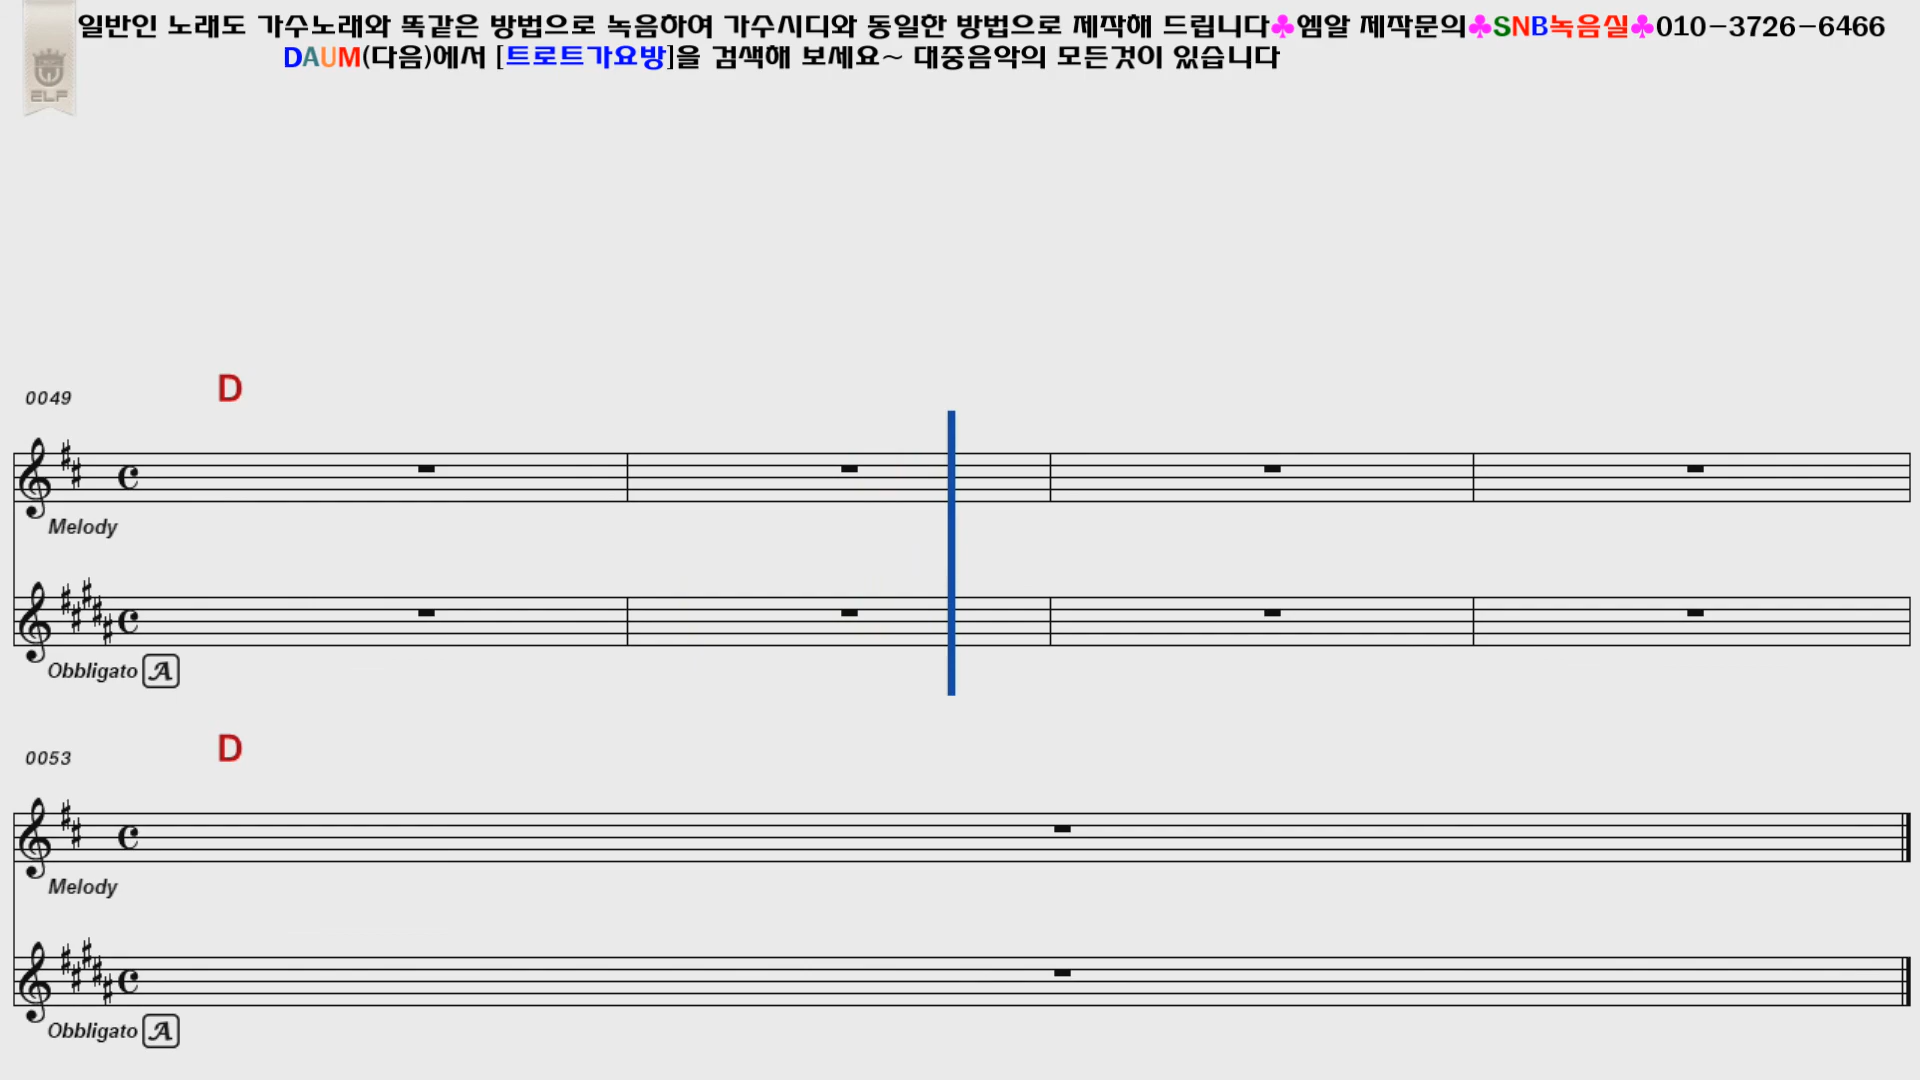 일반인 노래도 가수노래와 똑같은 방법으로 녹음하여 가수시디와 동일한 방법으로 제작해 드립니다♣엠알 제작문의♣SNB녹음실♣010-3726-6466
DAUM(다음)에서 [트로트가요방]을 검색해 보세요~ 대중음악의 모든것이 있습니다
ELF
0049 D
Melody
Obbligato A
0053 D
Melody
Obbligato A